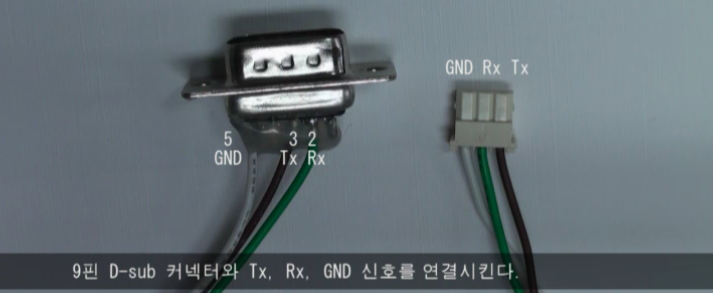 GND Rx Tx
5 3 2
GND Tx Rx
9핀 D-sub 커넥터와 Tx, Rx, GND 신호를 연결시킨다.